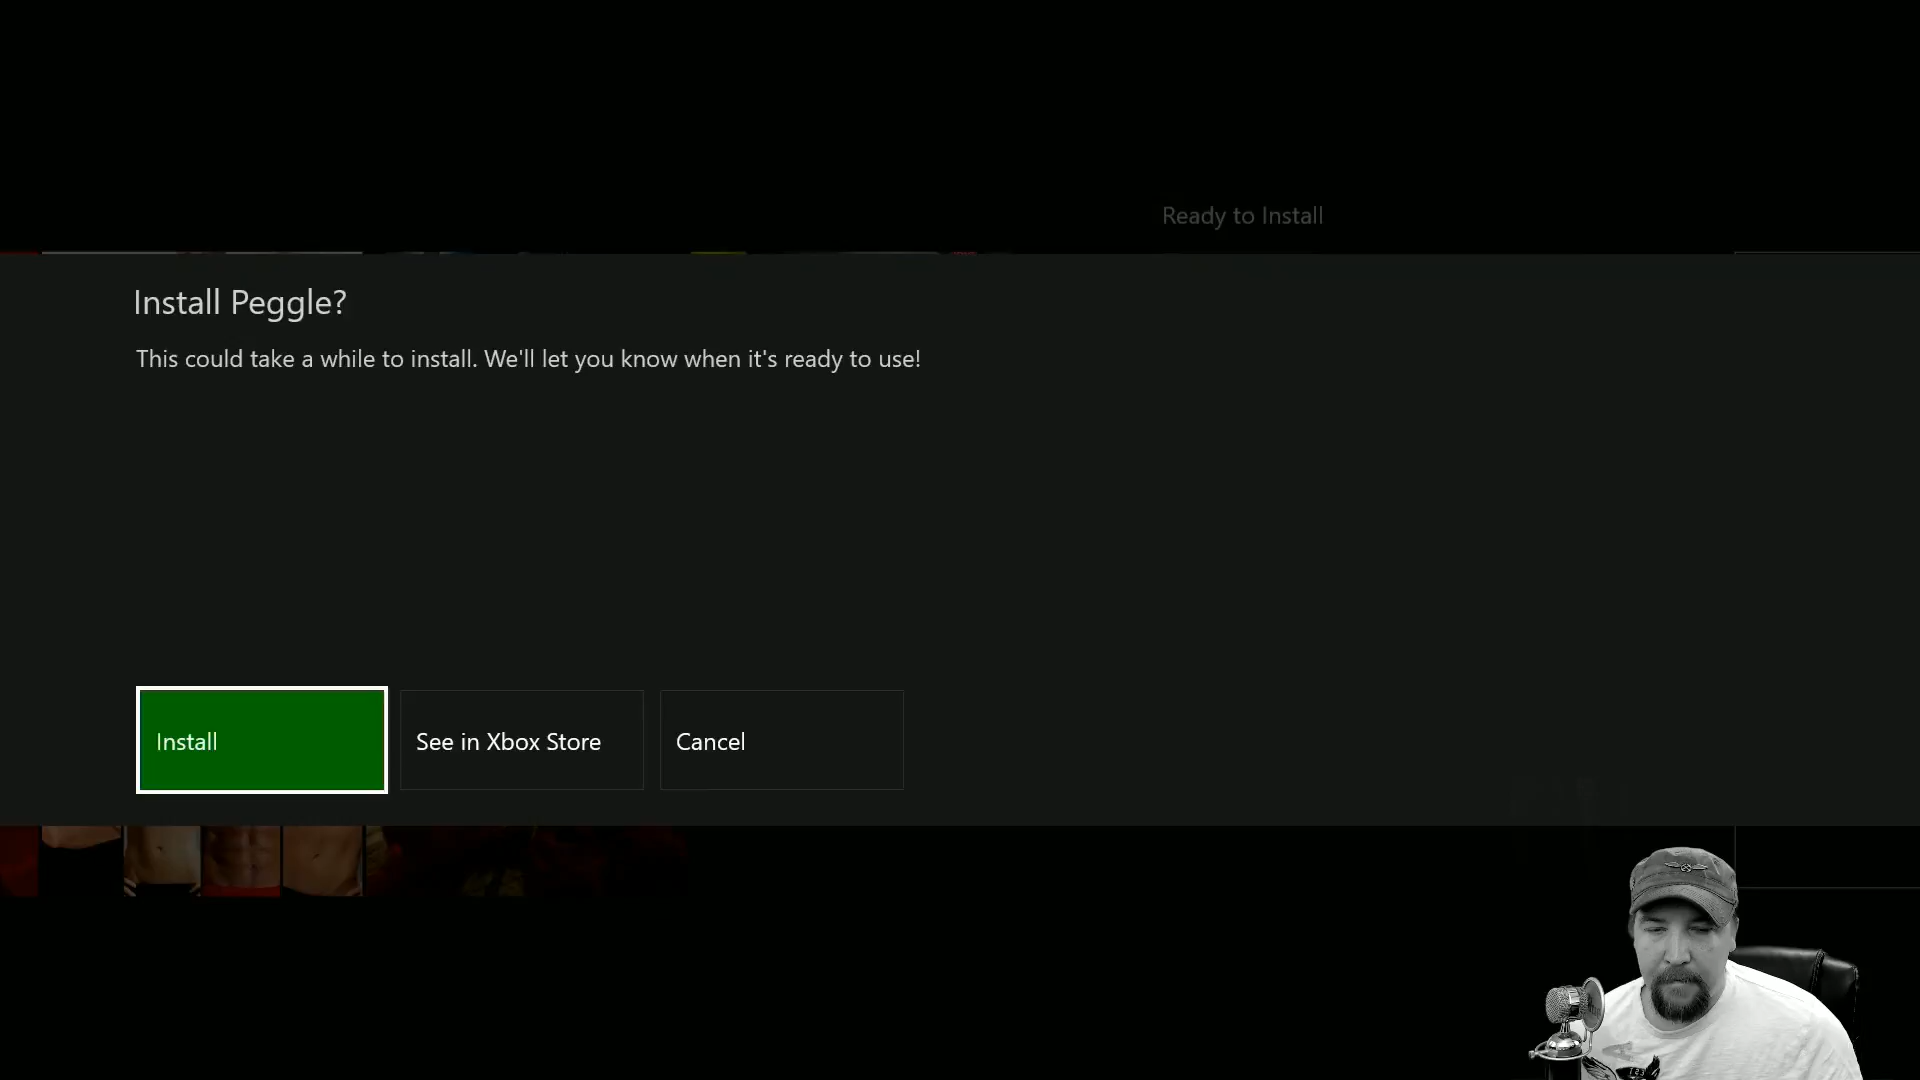 Ready to Install
Install Peggle?
This could take a while to install. We'll let you know when it's ready to use!
Install
See in Xbox Store
Cancel